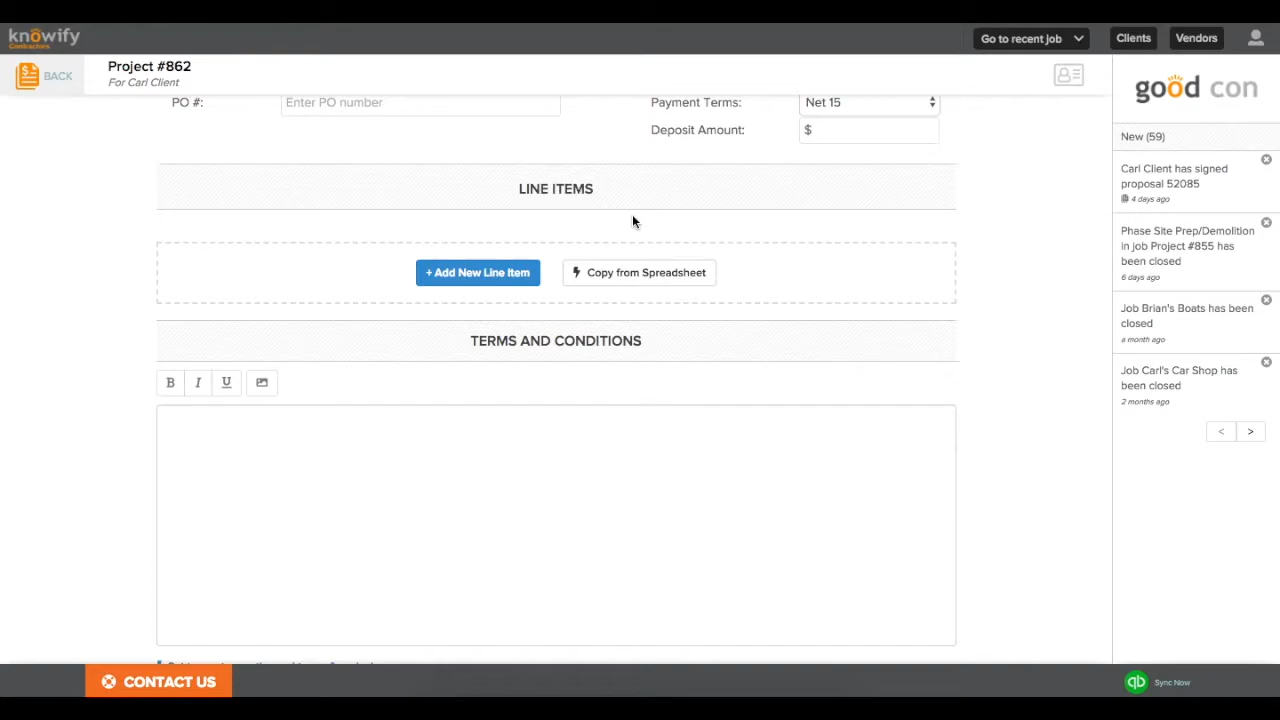 knowify
Contractors
Go to recent job
Clients
Vendors
BACK
Project #862
For Carl Client
PO #:
Enter PO number
Payment Terms:
Net 15
Deposit Amount:
$
LINE ITEMS
+ Add New Line Item
Copy from Spreadsheet
TERMS AND CONDITIONS
B I U
good con
New (59)
Carl Client has signed
proposal 52085
4 days ago
Phase Site Prep/Demolition
in job Project #855 has
been closed
6 days ago
Job Brian's Boats has been
closed
a month ago
Job Carl's Car Shop has
been closed
2 months ago
< >
CONTACT US
qb
Sync Now